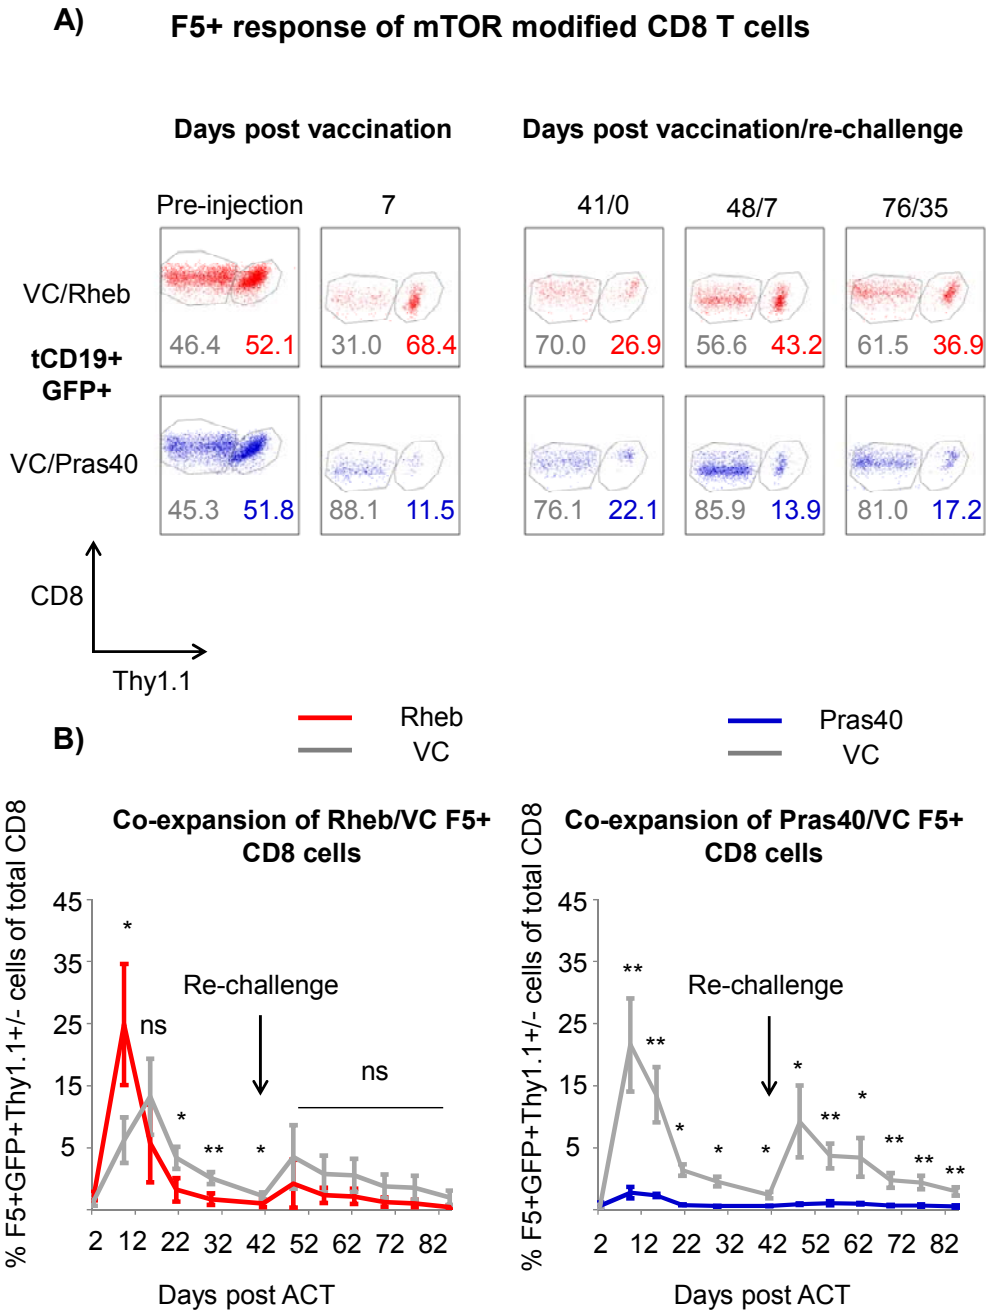 A)
F5+ response of mTOR modified CD8 T cells
Days post vaccination
Days post vaccination/re-challenge
Pre-injection 7 41/0 48/7 76/35
VC/Rheb
46.4 52.1 31.0 68.4 70.0 26.9 56.6 43.2 61.5 36.9
tCD19+
GFP+
VC/Pras40
45.3 51.8 88.1 11.5 76.1 22.1 85.9 13.9 81.0 17.2
CD8
Thy1.1
B)
Rheb
VC
Pras40
VC
Co-expansion of Rheb/VC F5+
CD8 cells
% F5+GFP+Thy1.1+/- cells of total CD8
45
35
25
15
5
*
ns
*
**
*
Re-challenge
ns
2 12 22 32 42 52 62 72 82
Days post ACT
Co-expansion of Pras40/VC F5+
CD8 cells
% F5+GFP+Thy1.1+/- cells of total CD8
45
35
25
15
5
**
**
*
*
*
Re-challenge
*
**
*
**
**
**
2 12 22 32 42 52 62 72 82
Days post ACT